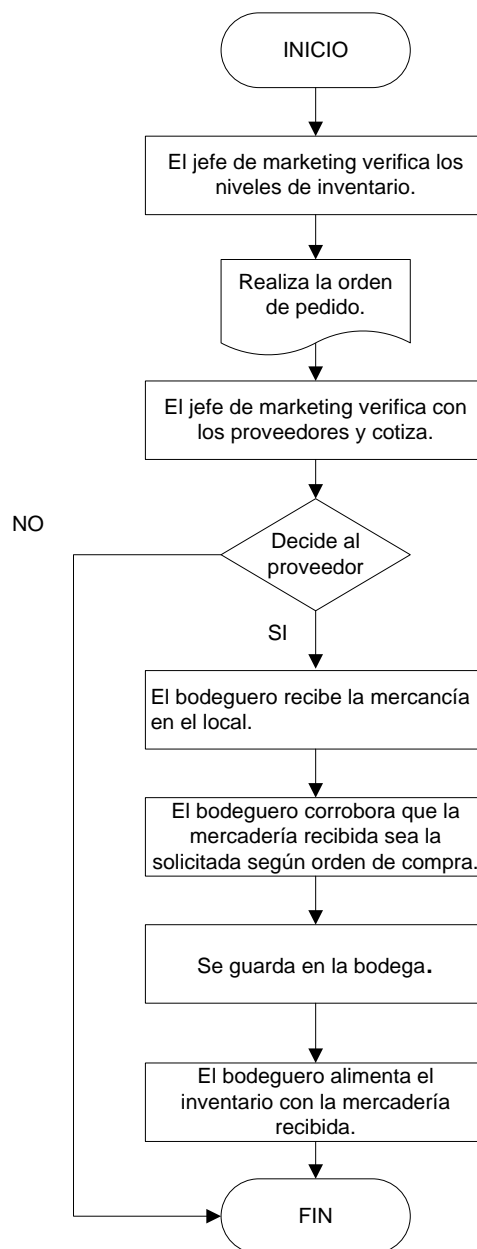 INICIO
El jefe de marketing verifica los
niveles de inventario.
Realiza la orden
de pedido.
El jefe de marketing verifica con
los proveedores y cotiza.
NO
Decide al
proveedor
SI
El bodeguero recibe la mercancía
en el local.
El bodeguero corrobora que la
mercadería recibida sea la
solicitada según orden de compra.
Se guarda en la bodega.
El bodeguero alimenta el
inventario con la mercadería
recibida.
FIN